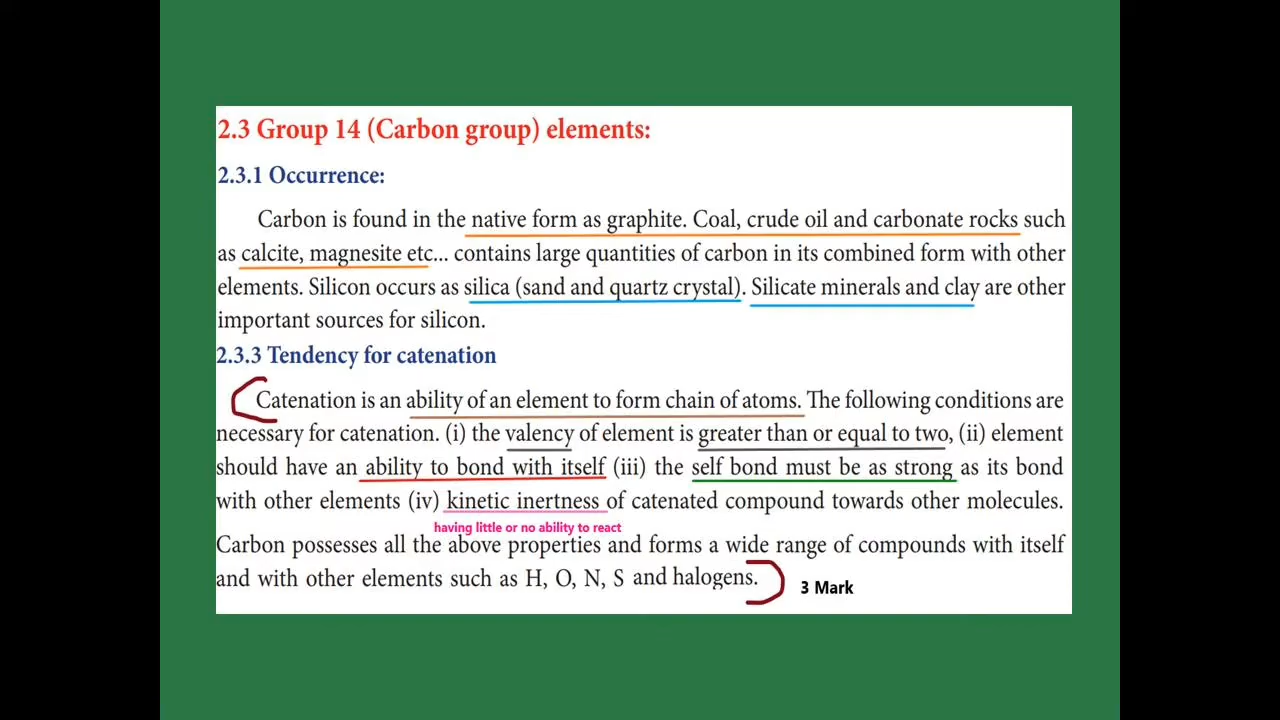 2.3 Group 14 (Carbon group) elements:
2.3.1 Occurrence:
Carbon is found in the native form as graphite. Coal, crude oil and carbonate rocks such
as calcite, magnesite etc... contains large quantities of carbon in its combined form with other
elements. Silicon occurs as silica (sand and quartz crystal). Silicate minerals and clay are other
important sources for silicon.
2.3.3 Tendency for catenation
Catenation is an ability of an element to form chain of atoms. The following conditions are
necessary for catenation. (i) the valency of element is greater than or equal to two, (ii) element
should have an ability to bond with itself (iii) the self bond must be as strong as its bond
with other elements (iv) kinetic inertness of catenated compound towards other molecules.
having little or no ability to react
Carbon possesses all the above properties and forms a wide range of compounds with itself
and with other elements such as H, O, N, S and halogens.
3 Mark